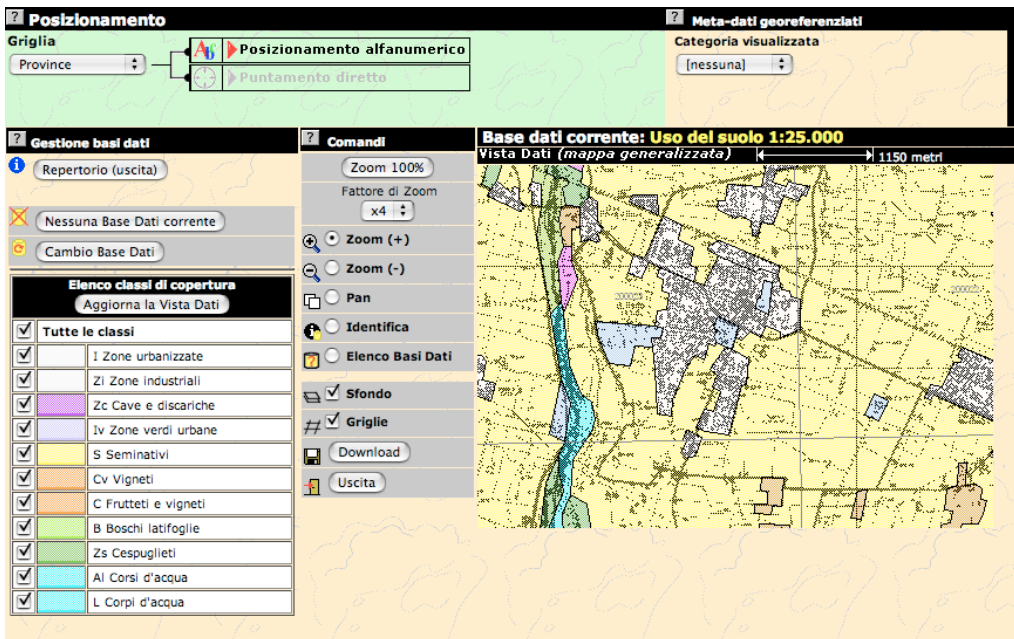 ? Posizionamento
Griglia
Province
Posizionamento alfanumerico
Puntamento diretto
? Meta-dati georeferenziati
Categoria visualizzata
[nessuna]
? Gestione basi dati
Repertorio (uscita)
Nessuna Base Dati corrente
Cambio Base Dati
Elenco classi di copertura
Aggiorna la Vista Dati
Tutte le classi
I Zone urbanizzate
Zi Zone industriali
Zc Cave e discariche
Iv Zone verdi urbane
S Seminativi
Cv Vigneti
C Frutteti e vigneti
B Boschi latifoglie
Zs Cespuglieti
Al Corsi d'acqua
L Corpi d'acqua
? Comandi
Zoom 100%
Fattore di Zoom
x4
Zoom (+)
Zoom (-)
Pan
Identifica
Elenco Basi Dati
Sfondo
Griglie
Download
Uscita
Base dati corrente: Uso del suolo 1:25.000
Vista Dati (mappa generalizzata) 1150 metri